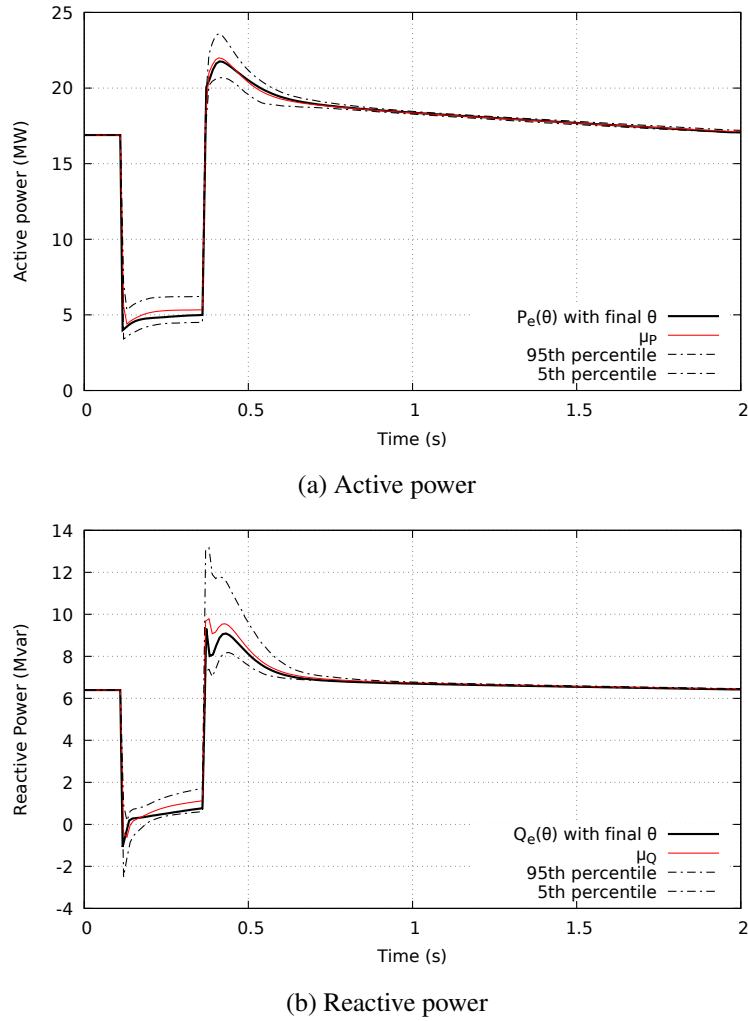 25
20
15
10
5
0
Active power (MW)
Pₑ(θ) with final θ
μ_P
95th percentile
5th percentile
0 0.5 1 1.5 2
Time (s)
(a) Active power
14
12
10
8
6
4
2
0
-2
-4
Reactive Power (Mvar)
Qₑ(θ) with final θ
μ_Q
95th percentile
5th percentile
0 0.5 1 1.5 2
Time (s)
(b) Reactive power